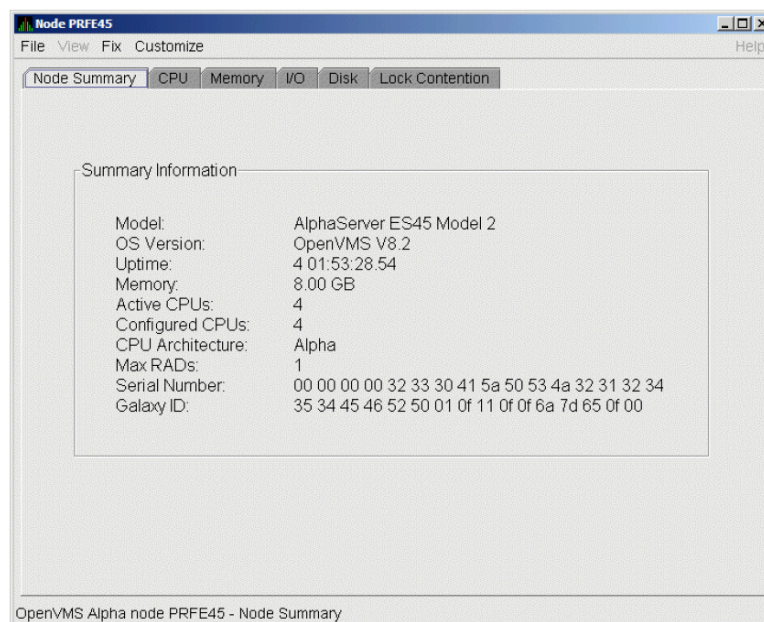 Node PRFE45
File View Fix Customize Help
Node Summary CPU Memory I/O Disk Lock Contention
Summary Information
Model: AlphaServer ES45 Model 2
OS Version: OpenVMS V8.2
Uptime: 4 01:53:28.54
Memory: 8.00 GB
Active CPUs: 4
Configured CPUs: 4
CPU Architecture: Alpha
Max RADs: 1
Serial Number: 00 00 00 00 32 33 30 41 5a 50 53 4a 32 31 32 34
Galaxy ID: 35 34 45 46 52 50 01 0f 11 0f 0f 6a 7d 65 0f 00
OpenVMS Alpha node PRFE45 - Node Summary